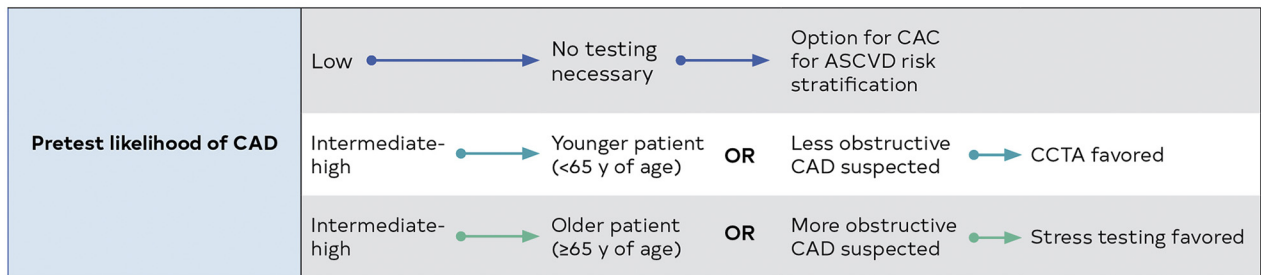 Pretest likelihood of CAD
Low
No testing
necessary
Option for CAC
for ASCVD risk
stratification
Intermediate-
high
Younger patient
(<65 y of age)
OR
Less obstructive
CAD suspected
CCTA favored
Intermediate-
high
Older patient
(≥65 y of age)
OR
More obstructive
CAD suspected
Stress testing favored